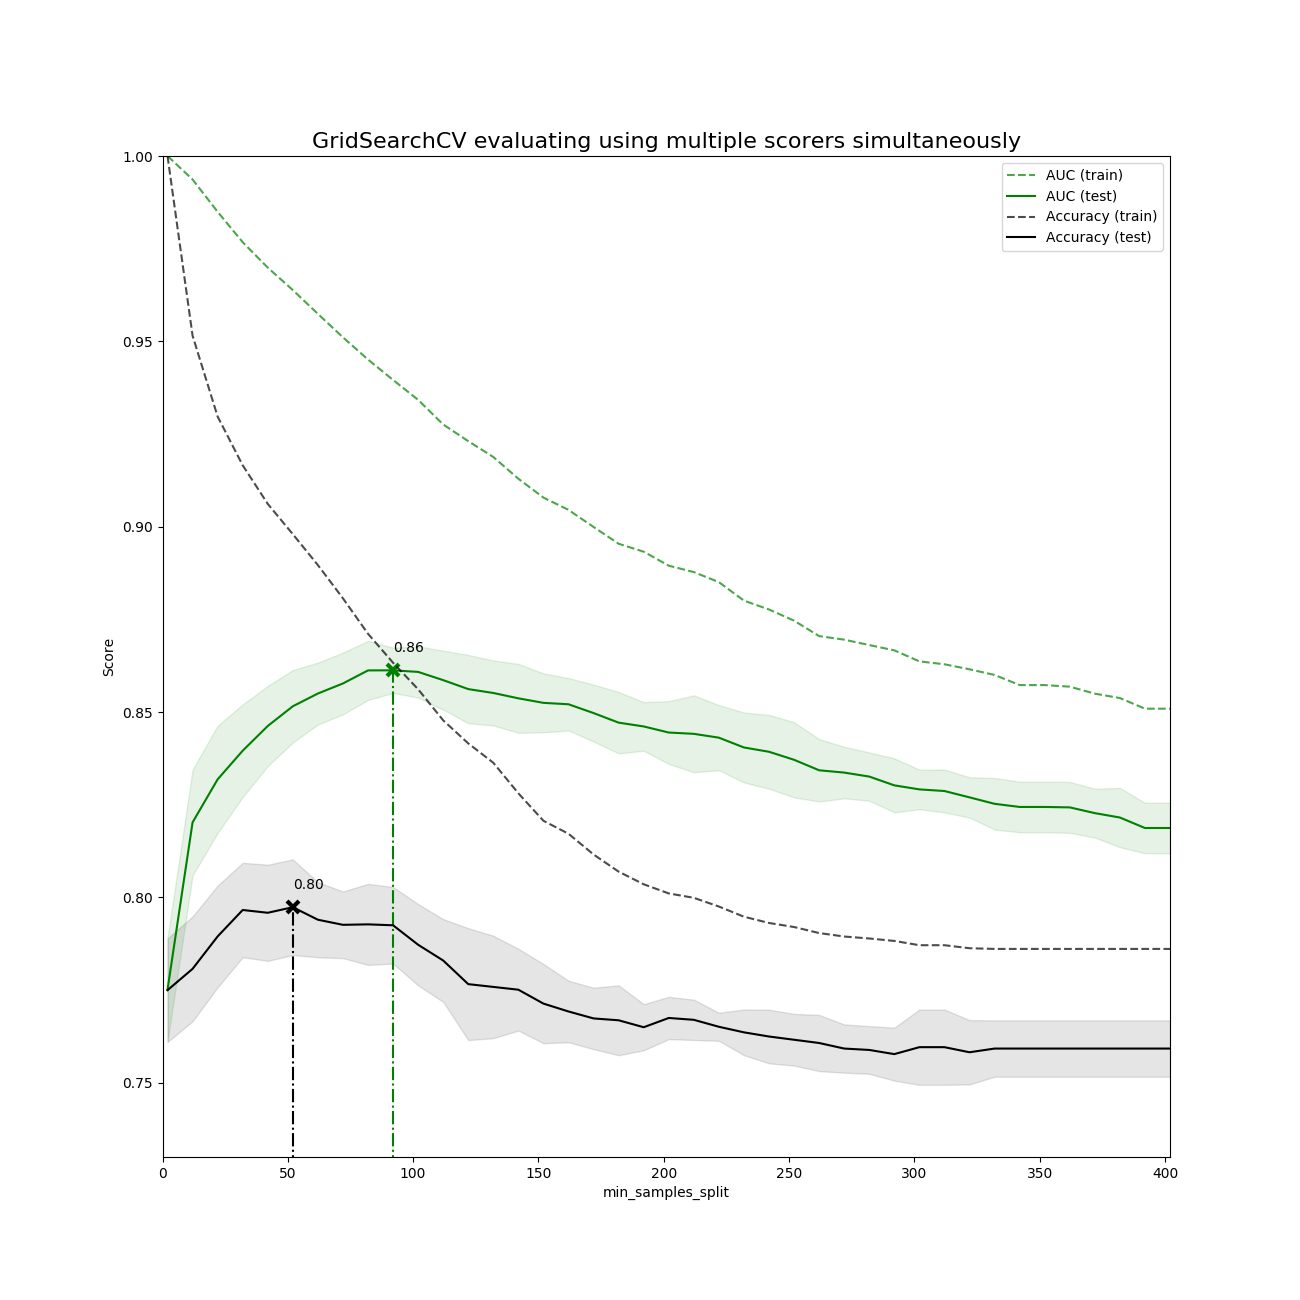 GridSearchCV evaluating using multiple scorers simultaneously
AUC (train)
AUC (test)
Accuracy (train)
Accuracy (test)
1.00
0.95
0.90
0.85
0.80
0.75
Score
0.86
0.80
0
50
100
150
200
250
300
350
400
min_samples_split